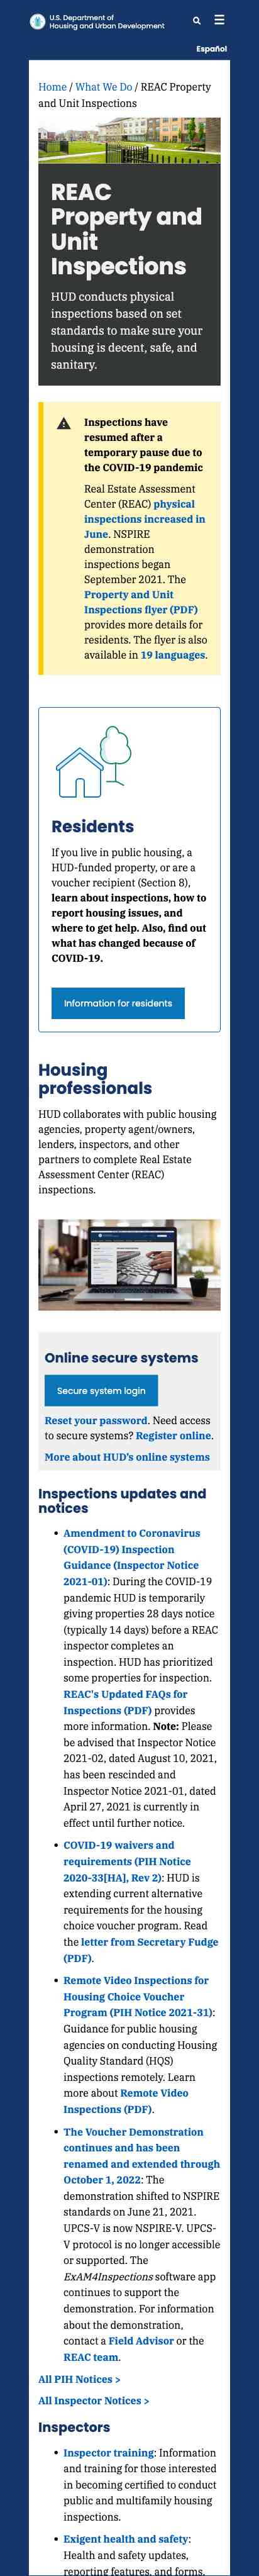 U.S. Department of
Housing and Urban Development
Español
Home / What We Do / REAC Property
and Unit Inspections
REAC
Property and
Unit
Inspections
HUD conducts physical
inspections based on set
standards to make sure your
housing is decent, safe, and
sanitary.
Inspections have
resumed after a
temporary pause due to
the COVID-19 pandemic
Real Estate Assessment
Center (REAC) physical
inspections increased in
June. NSPIRE
demonstration
inspections began
September 2021. The
Property and Unit
Inspections flyer (PDF)
provides more details for
residents. The flyer is also
available in 19 languages.
Residents
If you live in public housing, a
HUD-funded property, or are a
voucher recipient (Section 8),
learn about inspections, how to
report housing issues, and
where to get help. Also, find out
what has changed because of
COVID-19.
Information for residents
Housing
professionals
HUD collaborates with public housing
agencies, property agent/owners,
lenders, inspectors, and other
partners to complete Real Estate
Assessment Center (REAC)
inspections.
Online secure systems
Secure system login
Reset your password. Need access
to secure systems? Register online.
More about HUD's online systems
Inspections updates and
notices
• Amendment to Coronavirus
(COVID-19) Inspection
Guidance (Inspector Notice
2021-01): During the COVID-19
pandemic HUD is temporarily
giving properties 28 days notice
(typically 14 days) before a REAC
inspector completes an
inspection. HUD has prioritized
some properties for inspection.
REAC's Updated FAQs for
Inspections (PDF) provides
more information. Note: Please
be advised that Inspector Notice
2021-02, dated August 10, 2021,
has been rescinded and
Inspector Notice 2021-01, dated
April 27, 2021 is currently in
effect until further notice.
• COVID-19 waivers and
requirements (PIH Notice
2020-33[HA], Rev 2): HUD is
extending current alternative
requirements for the housing
choice voucher program. Read
the letter from Secretary Fudge
(PDF).
• Remote Video Inspections for
Housing Choice Voucher
Program (PIH Notice 2021-31):
Guidance for public housing
agencies on conducting Housing
Quality Standard (HQS)
inspections remotely. Learn
more about Remote Video
Inspections (PDF).
• The Voucher Demonstration
continues and has been
renamed and extended through
October 1, 2022: The
demonstration shifted to NSPIRE
standards on June 21, 2021.
UPCS-V is now NSPIRE-V. UPCS-
V protocol is no longer accessible
or supported. The
ExAM4Inspections software app
continues to support the
demonstration. For information
about the demonstration,
contact a Field Advisor or the
REAC team.
All PIH Notices >
All Inspector Notices >
Inspectors
• Inspector training: Information
and training for those interested
in becoming certified to conduct
public and multifamily housing
inspections.
• Exigent health and safety:
Health and safety updates,
reporting features, and forms.